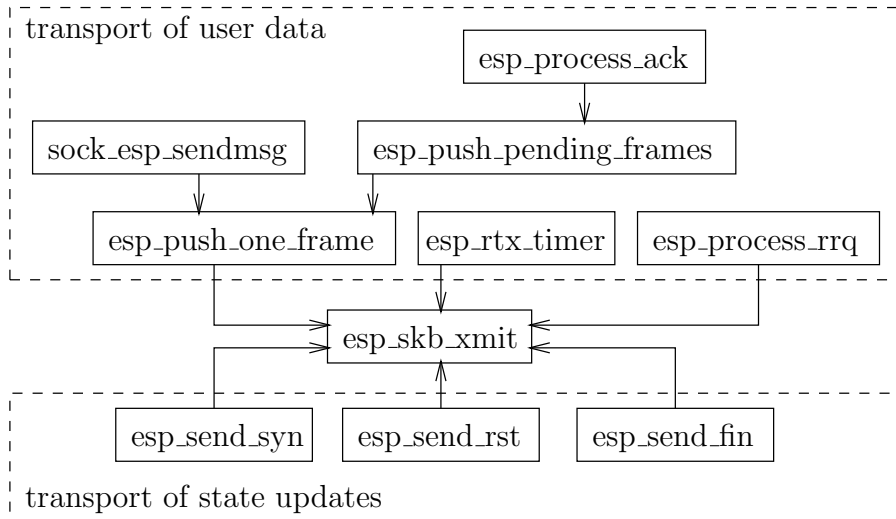 transport of user data
esp_process_ack
sock_esp_sendmsg
esp_push_pending_frames
esp_push_one_frame
esp_rtx_timer
esp_process_rrq
esp_skb_xmit
esp_send_syn
esp_send_rst
esp_send_fin
transport of state updates